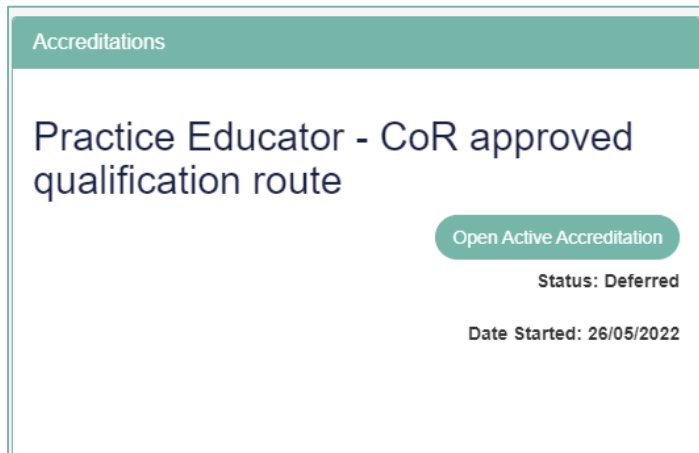 Accreditations
Practice Educator - CoR approved
qualification route
Open Active Accreditation
Status: Deferred
Date Started: 26/05/2022